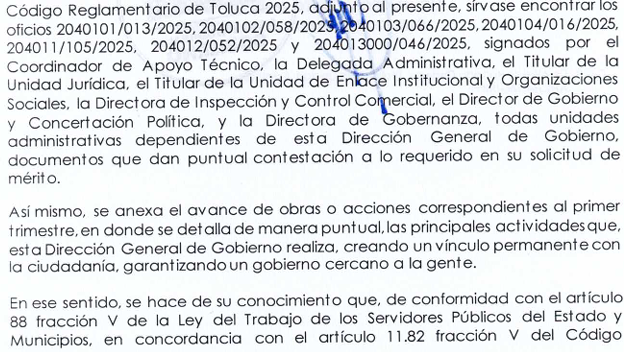 Código Reglamentario de Toluca 2025, adjunto al presente, sírvase encontrar los
oficios 2040101/013/2025, 2040102/058/2025, 2040103/066/2025, 2040104/016/2025,
204011/105/2025, 204012/052/2025 y 204013000/046/2025, signados por el
Coordinador de Apoyo Técnico, la Delegada Administrativa, el Titular de la
Unidad Jurídica, el Titular de la Unidad de Enlace Institucional y Organizaciones
Sociales, la Directora de Inspección y Control Comercial, el Director de Gobierno
y Concertación Política, y la Directora de Gobernanza, todas unidades
administrativas dependientes de esta Dirección General de Gobierno,
documentos que dan puntual contestación a lo requerido en su solicitud de
mérito.
Así mismo, se anexa el avance de obras o acciones correspondientes al primer
trimestre, en donde se detalla de manera puntual, las principales actividades que,
esta Dirección General de Gobierno realiza, creando un vínculo permanente con
la ciudadanía, garantizando un gobierno cercano a la gente.
En ese sentido, se hace de su conocimiento que, de conformidad con el artículo
88 fracción V de la Ley del Trabajo de los Servidores Públicos del Estado y
Municipios, en concordancia con el artículo 11.82 fracción V del Código